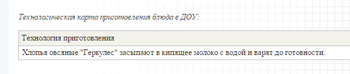 Технологическая карта приготовления блюда в ДОУ:
Технология приготовления
Хлопья овсяные "Геркулес" засыпают в кипящее молоко с водой и варят до готовности.